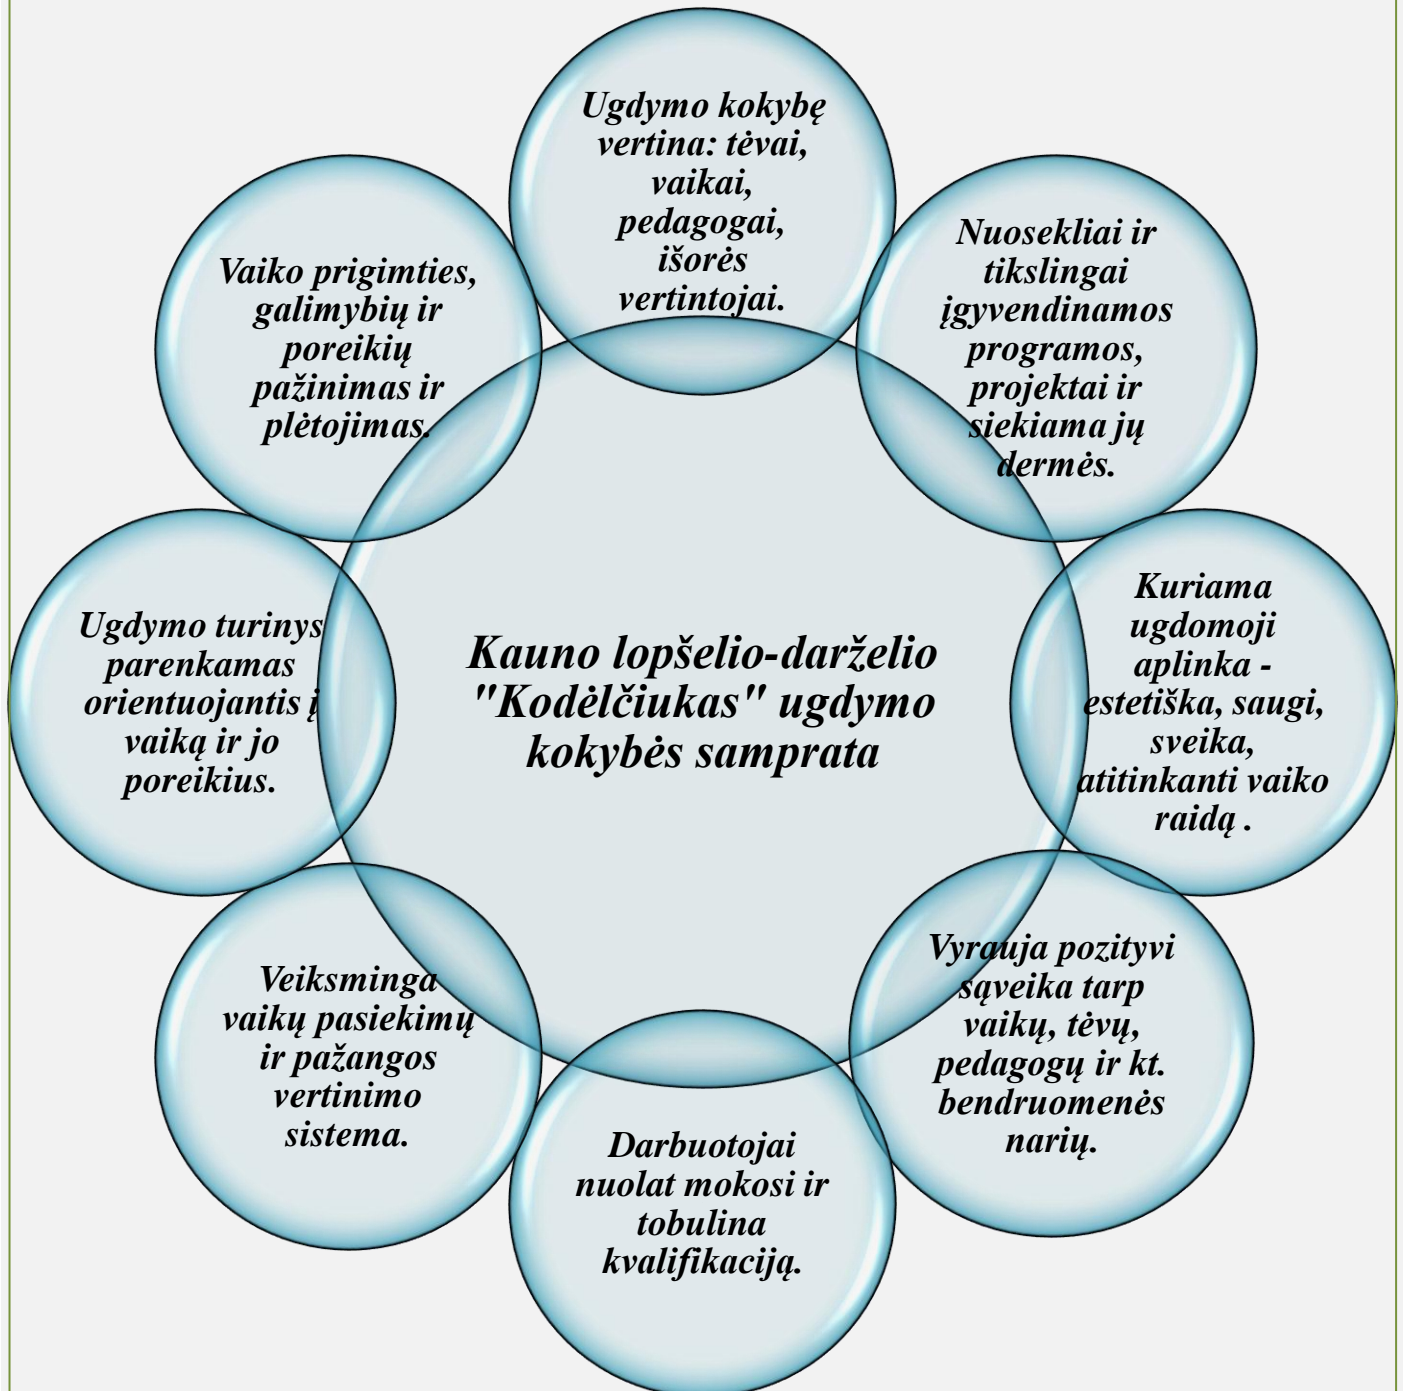 Ugdymo kokybę
vertina: tėvai,
vaikai,
pedagogai,
išorės
vertintojai.
Nuosekliai ir
tikslingai
įgyvendinamos
programos,
projektai ir
siekiama jų
dermės.
Kuriama
ugdomoji
aplinka -
estetiška, saugi,
sveika,
atitinkanti vaiko
raidą .
Vyrauja pozityvi
sąveika tarp
vaikų, tėvų,
pedagogų ir kt.
bendruomenės
narių.
Darbuotojai
nuolat mokosi ir
tobulina
kvalifikaciją.
Veiksminga
vaikų pasiekimų
ir pažangos
vertinimo
sistema.
Ugdymo turinys
parenkamas
orientuojantis į
vaiką ir jo
poreikius.
Vaiko prigimties,
galimybių ir
poreikių
pažinimas ir
plėtojimas.
Kauno lopšelio-darželio
"Kodėlčiukas" ugdymo
kokybės samprata